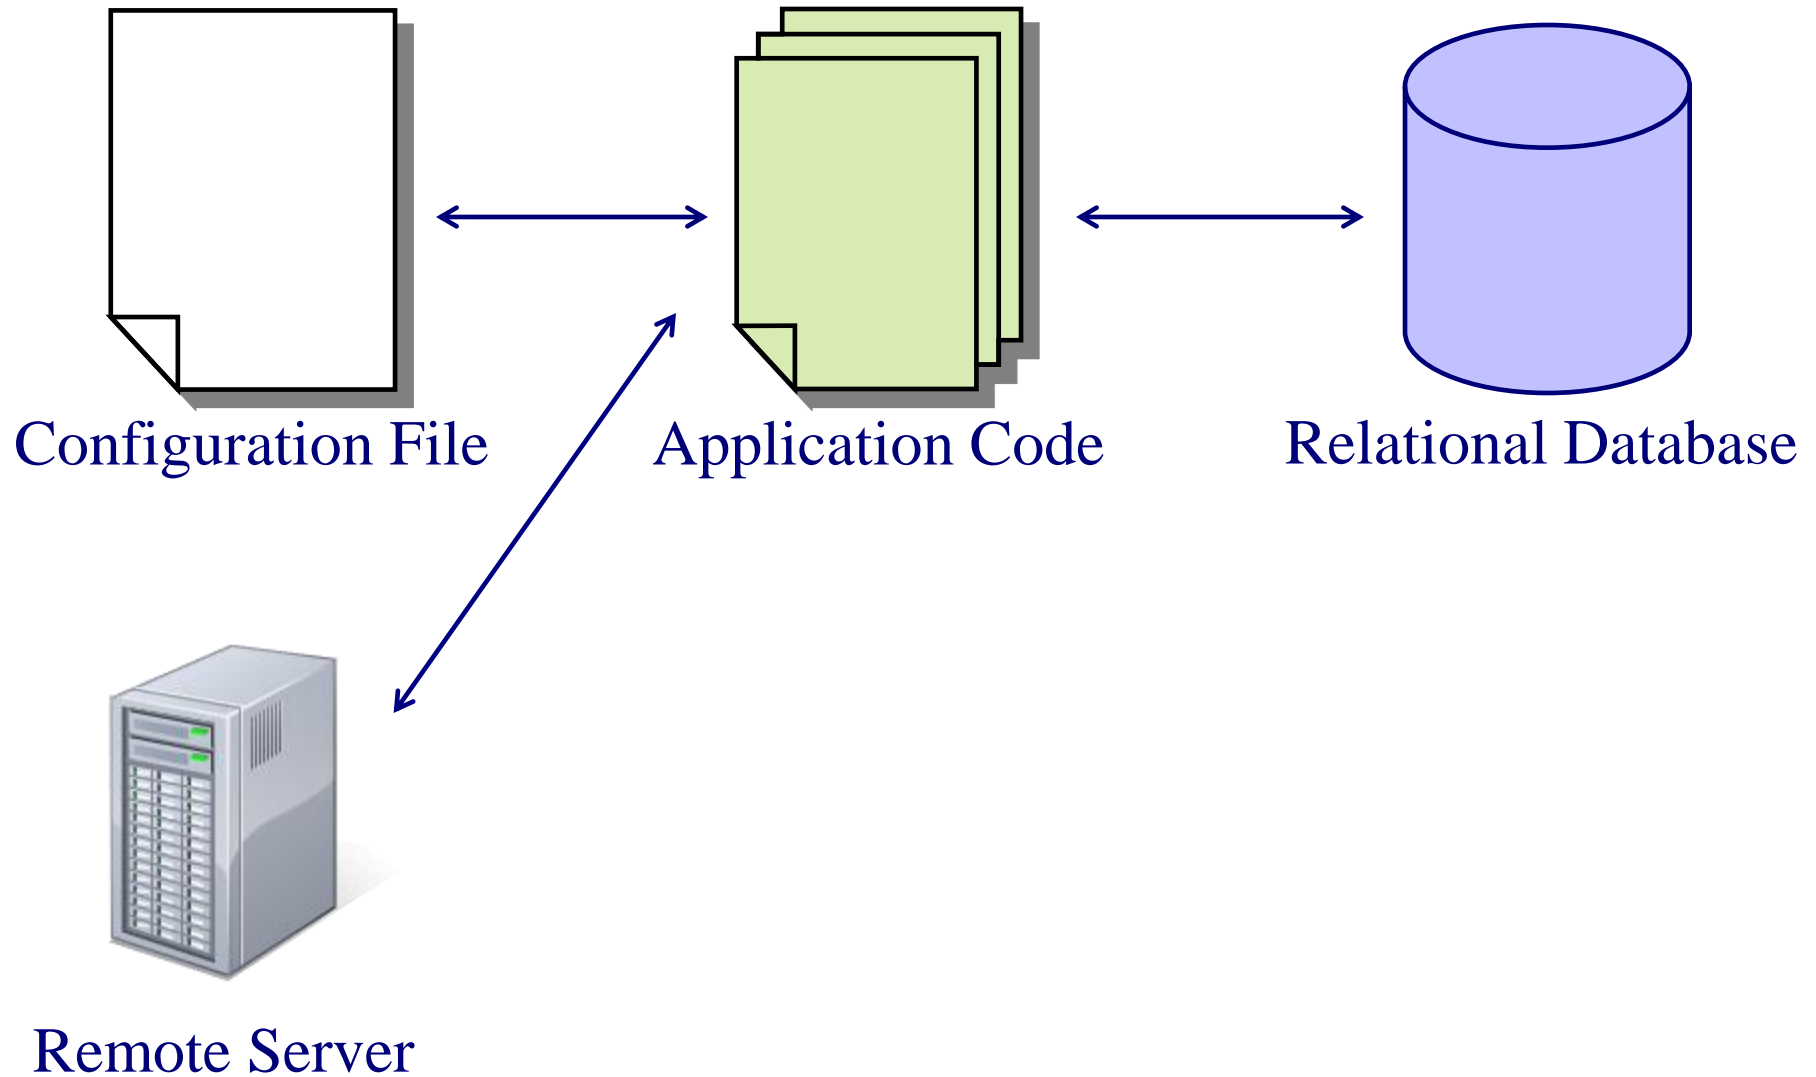 Configuration File
Application Code
Relational Database
Remote Server